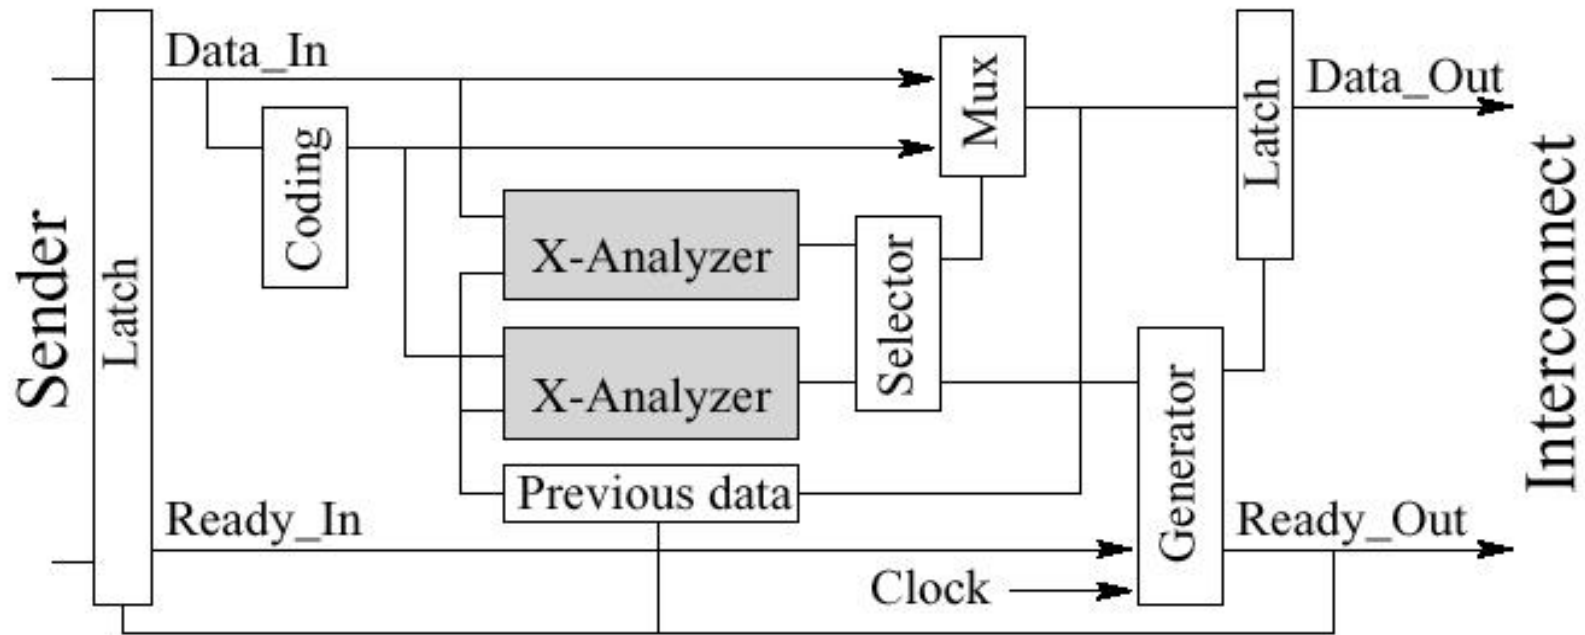 Sender
Latch
Data_In
Coding
X-Analyzer
X-Analyzer
Previous data
Ready_In
Selector
Mux
Clock
Generator
Latch
Data_Out
Ready_Out
Interconnect